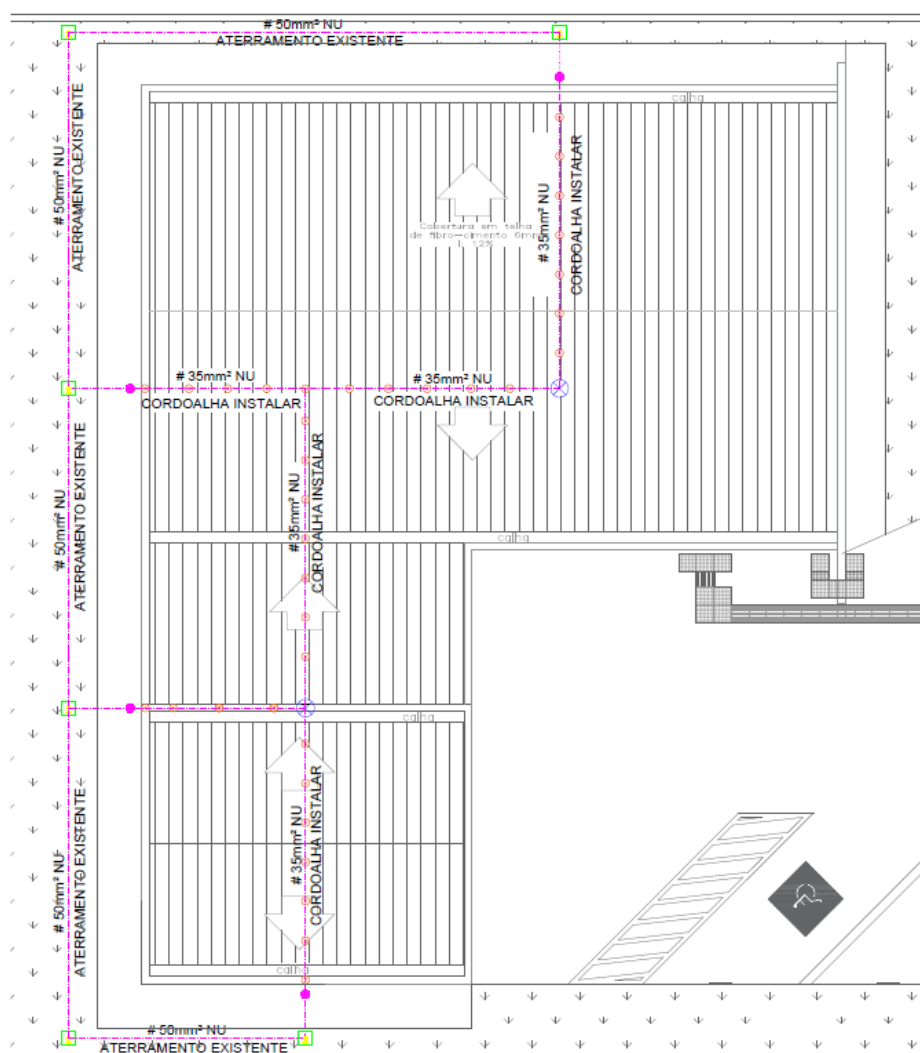 # 50mm² NU
ATERRAMENTO EXISTENTE
calha
# 50mm² NU
ATERRAMENTO EXISTENTE
# 35mm² NU
CORDOALHA INSTALAR
Cobertura em telha
de fibro-cimento 6mm
i: 12%
# 35mm² NU
CORDOALHA INSTALAR
# 35mm² NU
CORDOALHA INSTALAR
# 50mm² NU
ATERRAMENTO EXISTENTE
# 35mm² NU
CORDOALHA INSTALAR
calha
calha
# 50mm² NU
ATERRAMENTO EXISTENTE
# 35mm² NU
CORDOALHA INSTALAR
calha
# 50mm² NU
ATERRAMENTO EXISTENTE